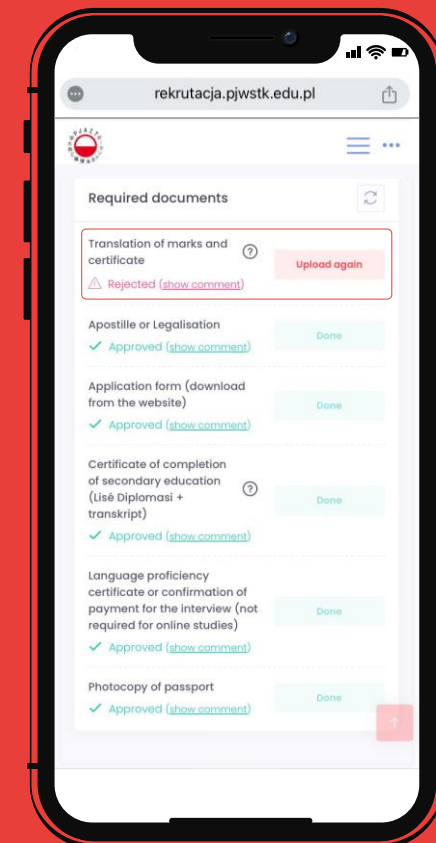 rekrutacja.pjwstk.edu.pl
Required documents
Translation of marks and
certificate
?
Rejected (show comment)
Upload again
Apostille or Legalisation
Approved (show comment)
Done
Application form (download
from the website)
Approved (show comment)
Done
Certificate of completion
of secondary education
(Lisé Diplomasi +
transkript)
?
Approved (show comment)
Done
Language proficiency
certificate or confirmation of
payment for the interview (not
required for online studies)
Approved (show comment)
Done
Photocopy of passport
Approved (show comment)
Done